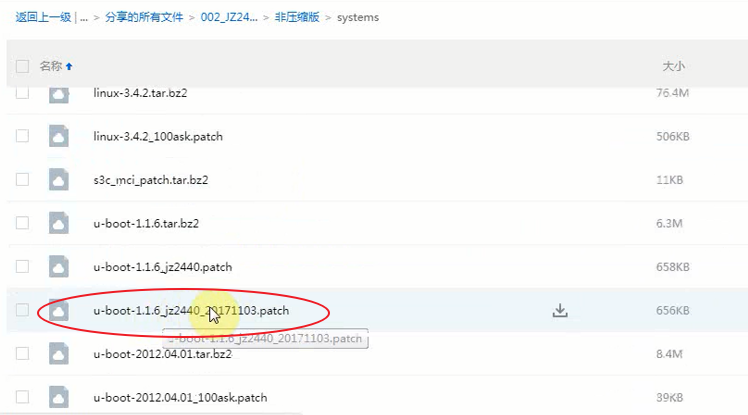 返回上一级 | ... > 分享的所有文件 > 002_JZ24... > 非压缩版 > systems
名称 大小
linux-3.4.2.tar.bz2 76.4M
linux-3.4.2_100ask.patch 506KB
s3c_mci_patch.tar.bz2 11KB
u-boot-1.1.6.tar.bz2 6.3M
u-boot-1.1.6_jz2440.patch 658KB
u-boot-1.1.6_jz2440_20171103.patch 656KB
u-boot-1.1.6_jz2440_20171103.patch
u-boot-2012.04.01.tar.bz2 8.4M
u-boot-2012.04.01_100ask.patch 39KB